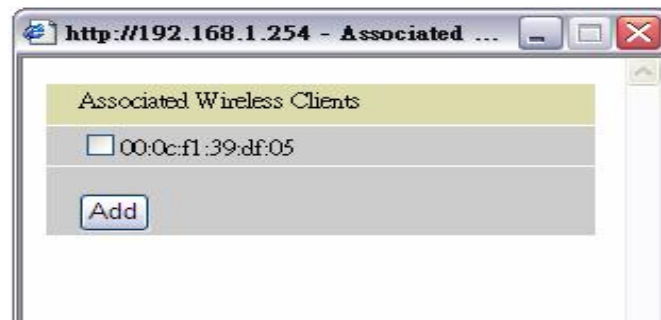 http://192.168.1.254 - Associated ...
Associated Wireless Clients
00:0c:f1:39:df:05
Add